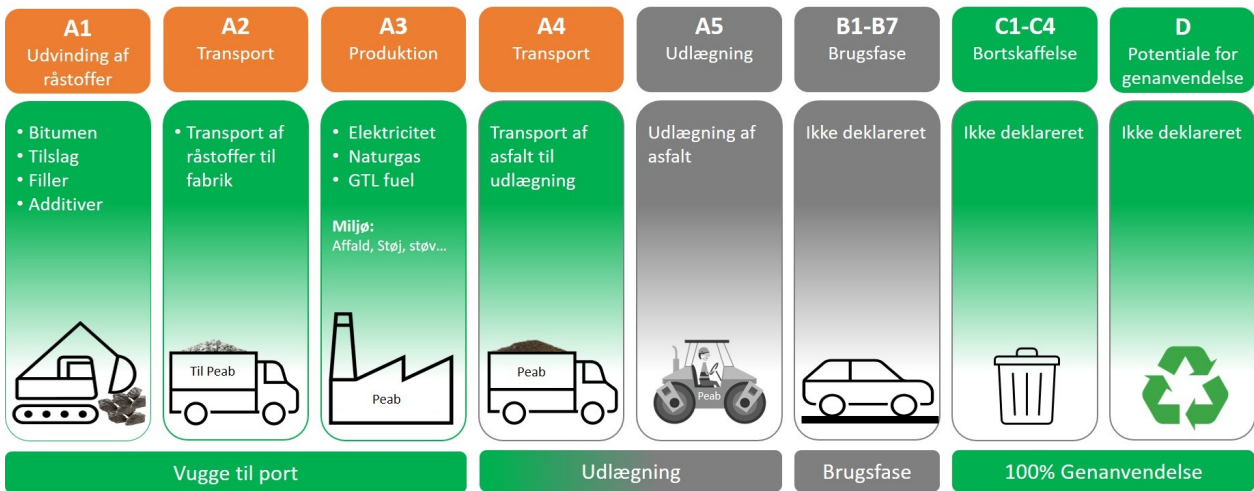 A1
Udvinding af
råstoffer
A2
Transport
A3
Produktion
A4
Transport
A5
Udlægning
B1-B7
Brugsfase
C1-C4
Bortskaffelse
D
Potentiale for
genanvendelse
• Bitumen
• Tilslag
• Filler
• Additiver
• Transport af
råstoffer til
fabrik
• Elektricitet
• Naturgas
• GTL fuel
Miljø:
Affald, Støj, støv...
Transport af
asfalt til
udlægning
Udlægning af
asfalt
Ikke deklareret
Ikke deklareret
Ikke deklareret
Til Peab
Peab
Peab
Peab
Vugge til port
Udlægning
Brugsfase
100% Genanvendelse